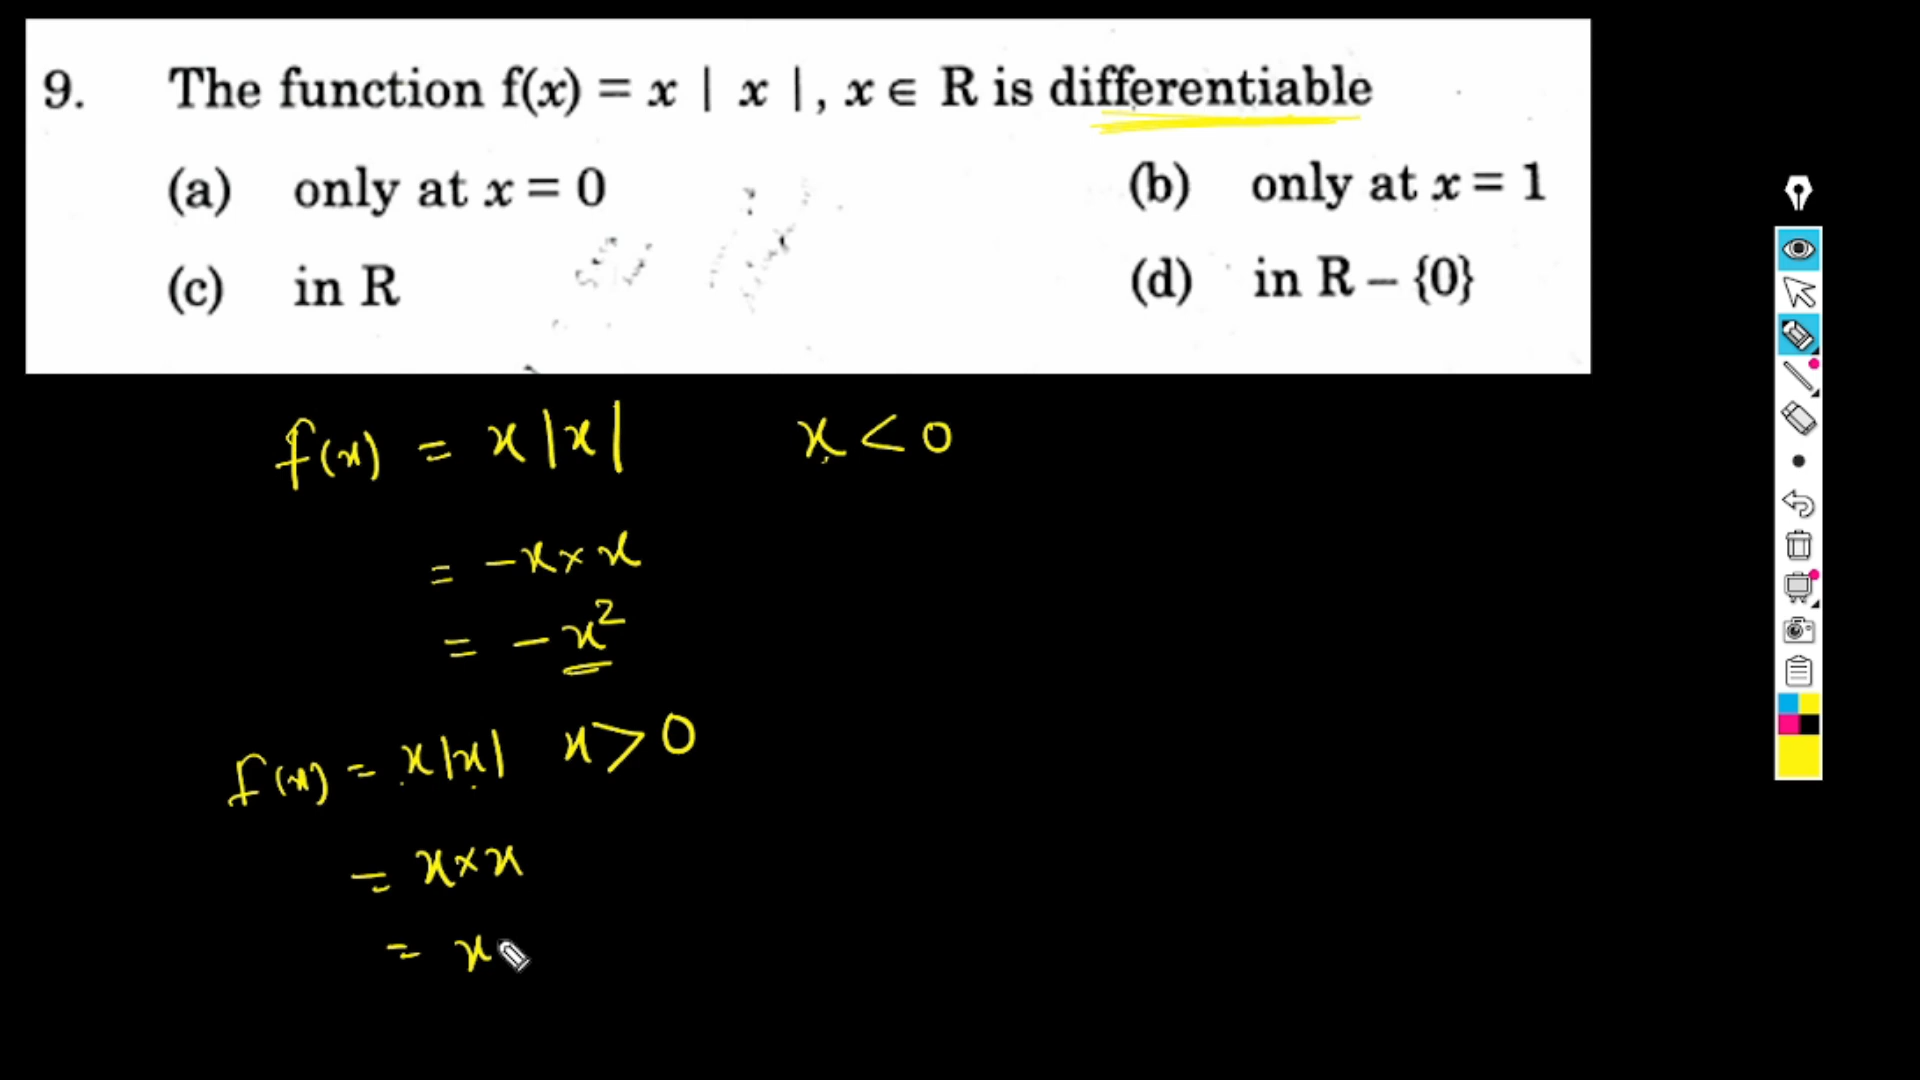 9. The function f(x) = x | x |, x ∈ R is differentiable
(a) only at x = 0 (b) only at x = 1
(c) in R (d) in R – {0}
f(x) = x|x| x < 0
= -x × x
= - x²
f(x) = x|x| x > 0
= x × x
= x